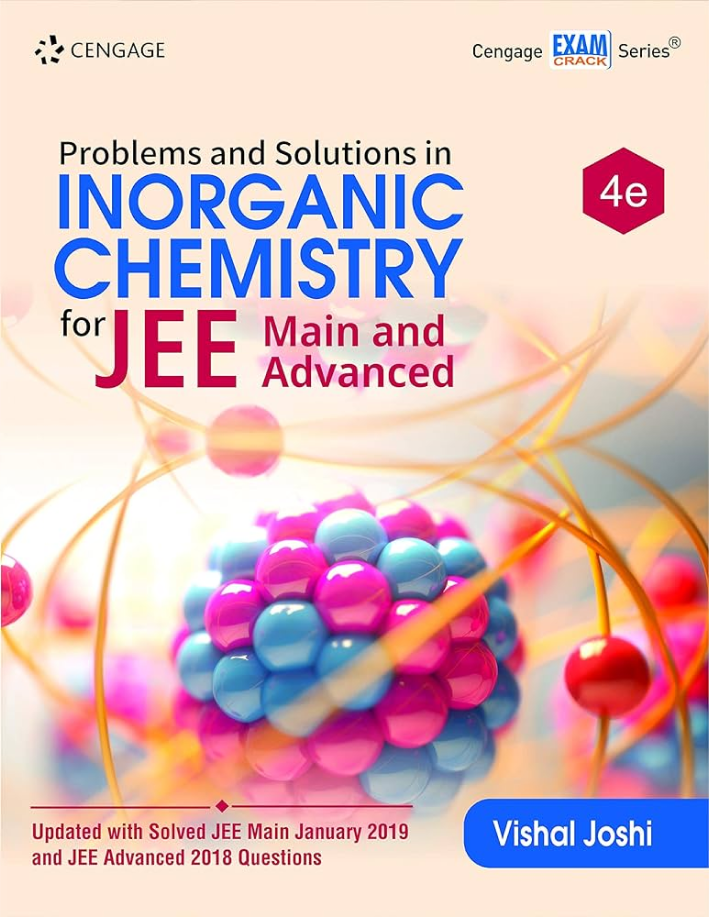 CENGAGE
Cengage EXAM CRACK Series®
Problems and Solutions in
INORGANIC
CHEMISTRY
4e
for JEE Main and
Advanced
Updated with Solved JEE Main January 2019
and JEE Advanced 2018 Questions
Vishal Joshi